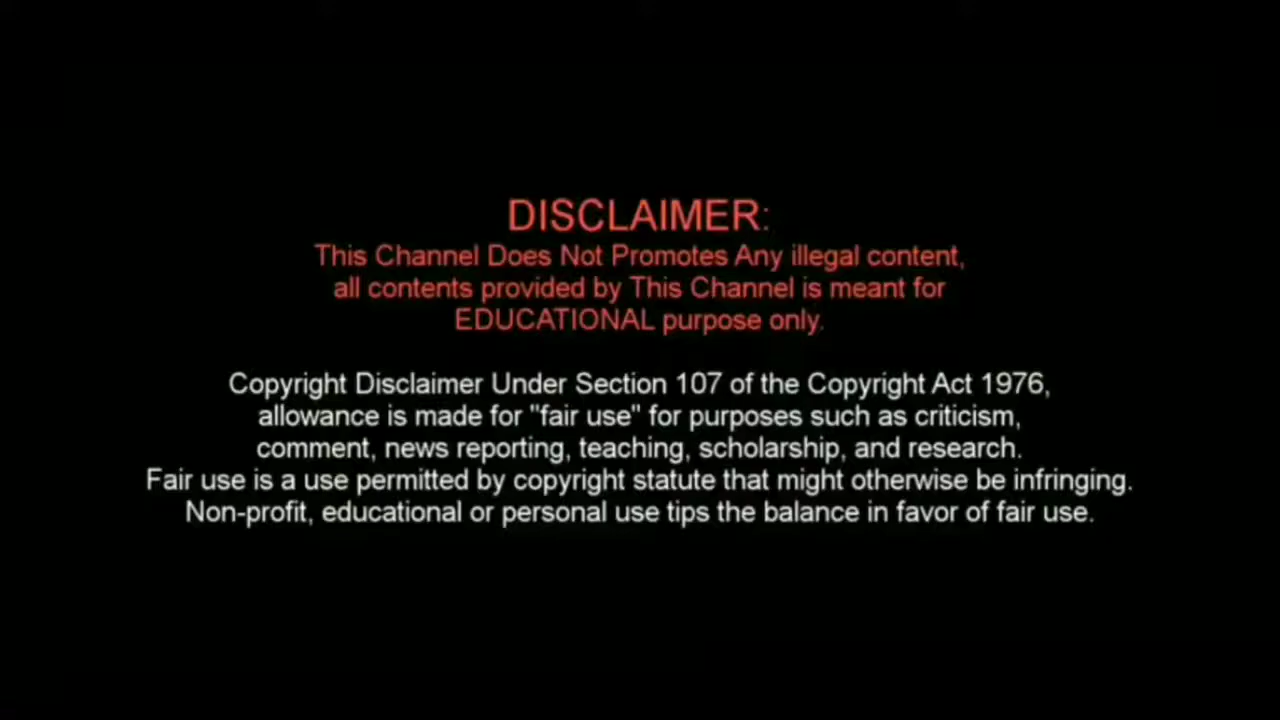 DISCLAIMER:
This Channel Does Not Promotes Any illegal content,
all contents provided by This Channel is meant for
EDUCATIONAL purpose only.
Copyright Disclaimer Under Section 107 of the Copyright Act 1976,
allowance is made for "fair use" for purposes such as criticism,
comment, news reporting, teaching, scholarship, and research.
Fair use is a use permitted by copyright statute that might otherwise be infringing.
Non-profit, educational or personal use tips the balance in favor of fair use.